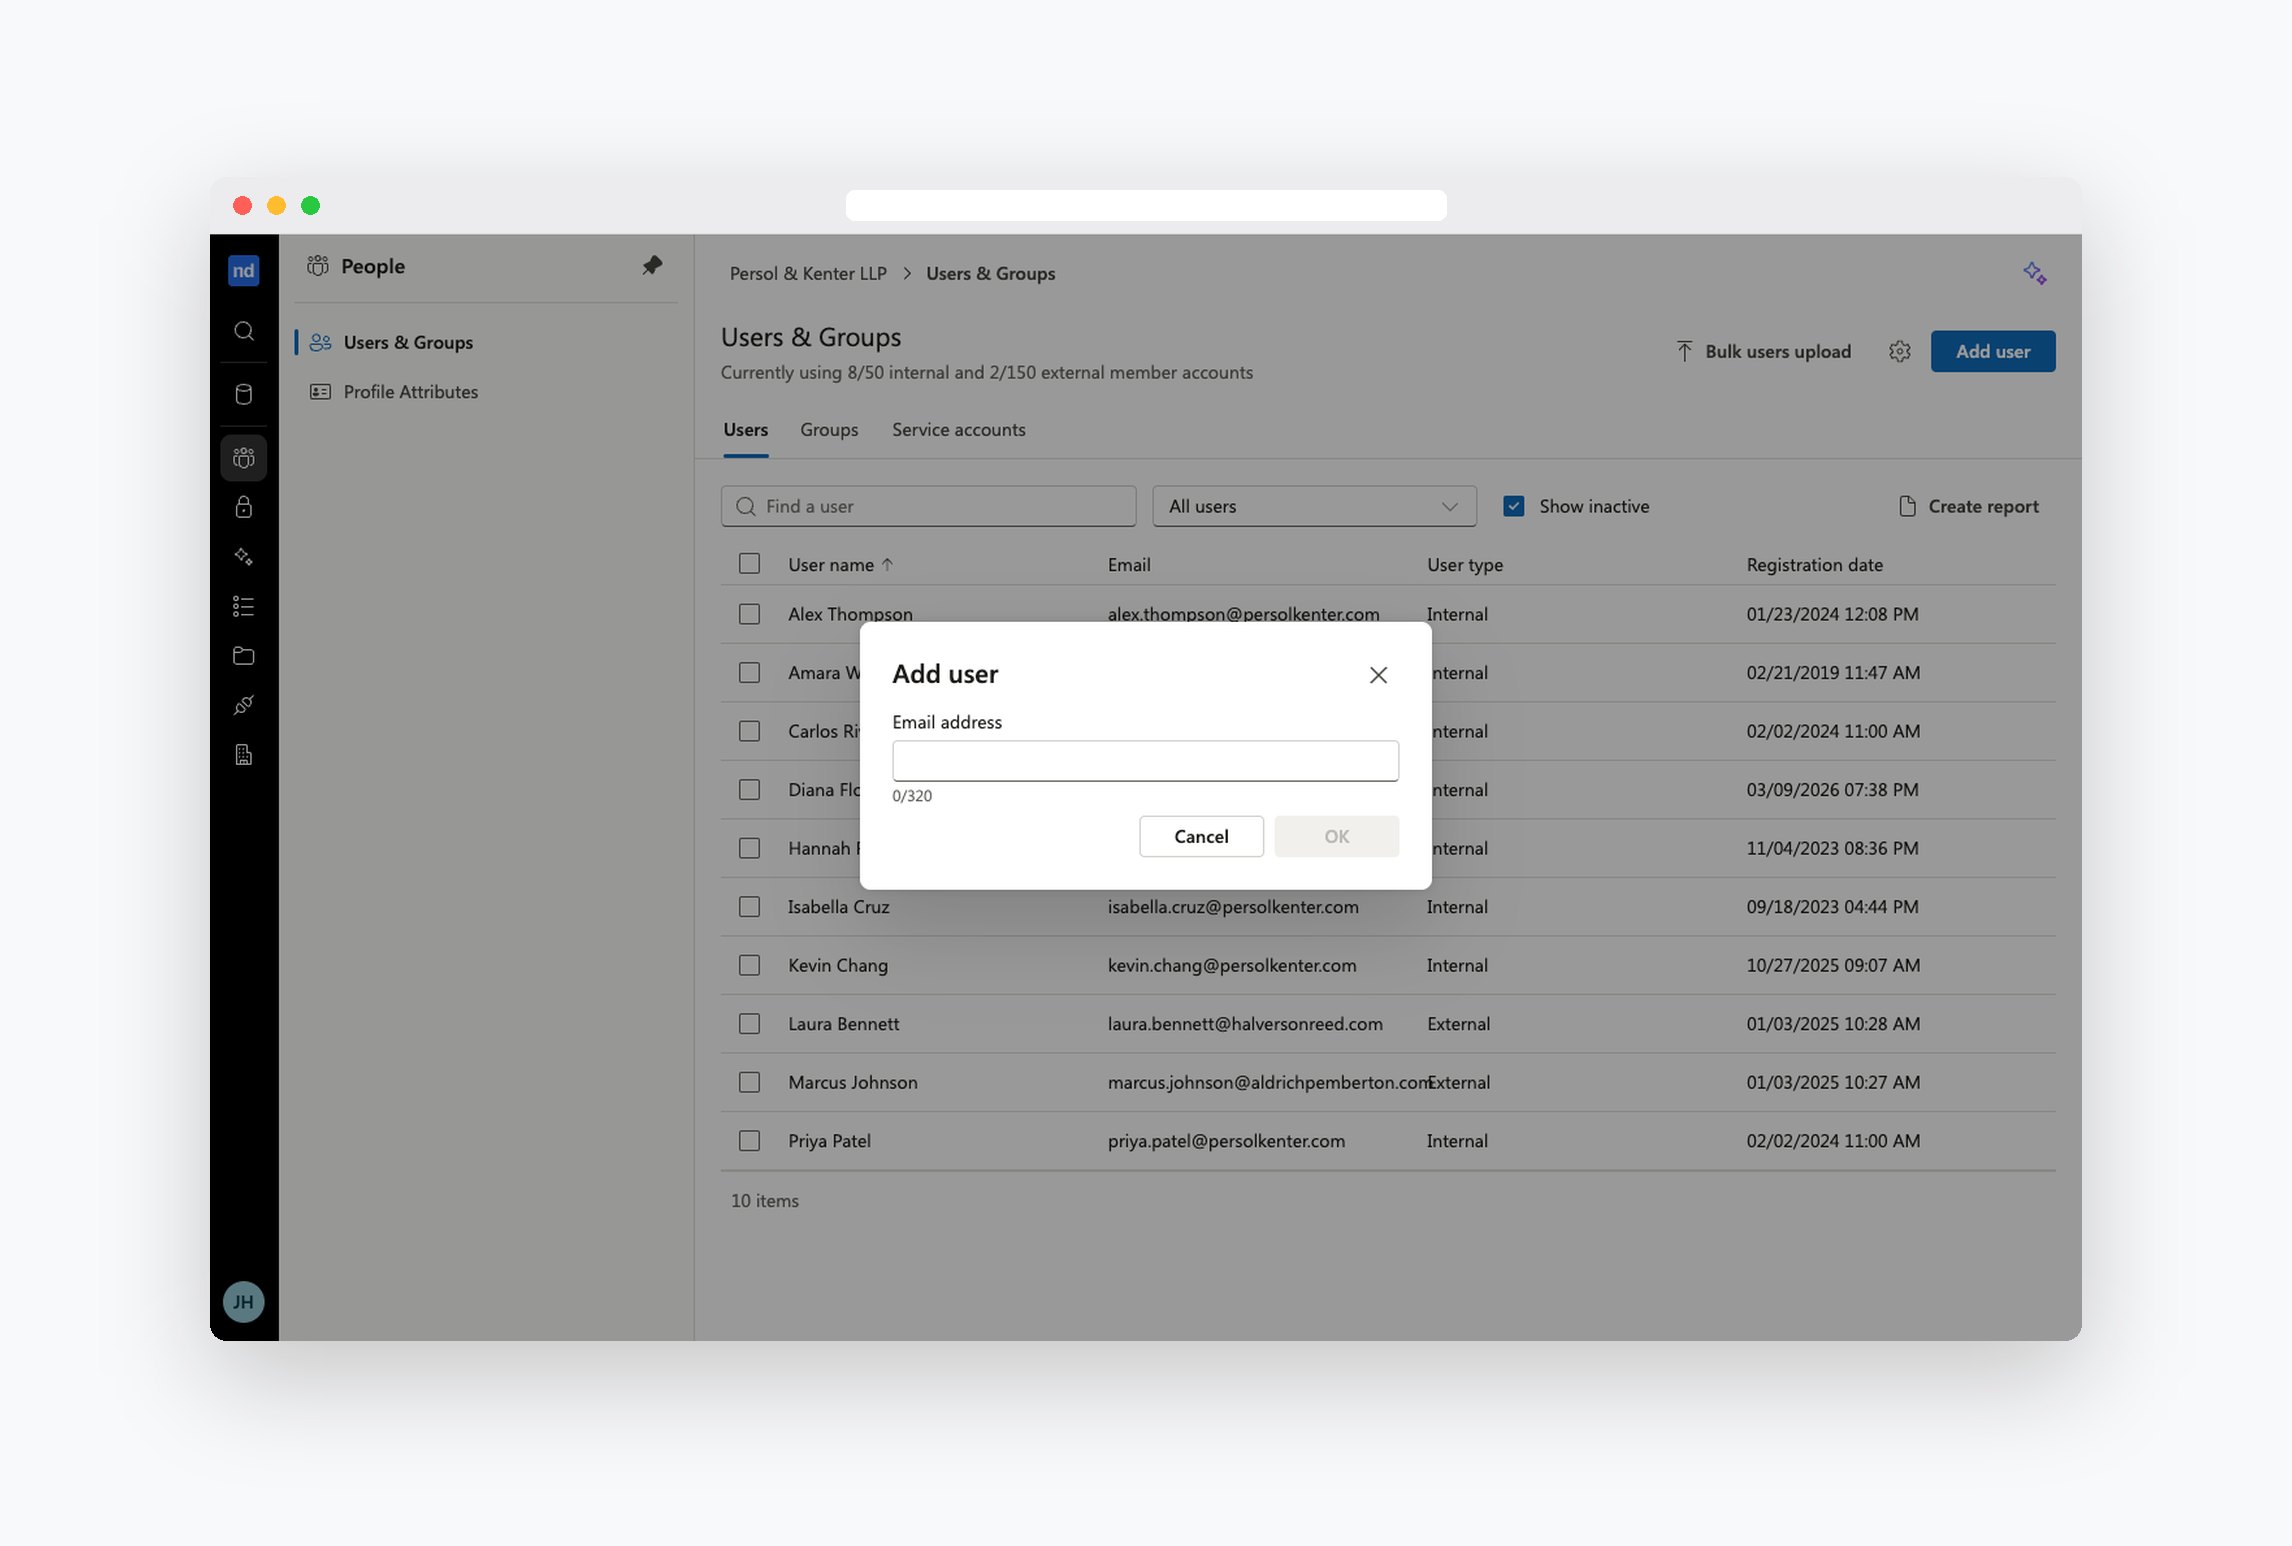 nd
People
Persol & Kenter LLP > Users & Groups
Users & Groups
Profile Attributes
Users & Groups
Currently using 8/50 internal and 2/150 external member accounts
Bulk users upload
Add user
Users Groups Service accounts
Find a user
All users
Show inactive
Create report
User name ↑ Email User type Registration date
Alex Thompson alex.thompson@persolkenter.com Internal 01/23/2024 12:08 PM
Amara nternal 02/21/2019 11:47 AM
Carlos nternal 02/02/2024 11:00 AM
Diana nternal 03/09/2026 07:38 PM
Hannah nternal 11/04/2023 08:36 PM
Isabella Cruz isabella.cruz@persolkenter.com Internal 09/18/2023 04:44 PM
Kevin Chang kevin.chang@persolkenter.com Internal 10/27/2025 09:07 AM
Laura Bennett laura.bennett@halversonreed.com External 01/03/2025 10:28 AM
Marcus Johnson marcus.johnson@aldrichpemberton.com External 01/03/2025 10:27 AM
Priya Patel priya.patel@persolkenter.com Internal 02/02/2024 11:00 AM
10 items
Add user
Email address
0/320
Cancel
OK
JH